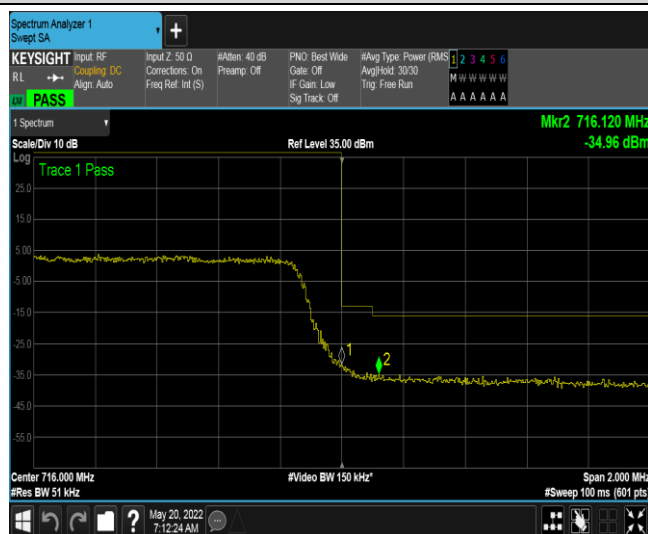 Spectrum Analyzer 1
Swept SA
KEYSIGHT
RL
PASS
Input: RF
Coupling: DC
Align: Auto
Input Z: 50 Ω
Corrections: On
Freq Ref: Int (S)
#Atten: 40 dB
Preamp: Off
PNO: Best Wide
Gate: Off
IF Gain: Low
Sig Track: Off
#Avg Type: Power (RMS
Avg|Hold: 30/30
Trig: Free Run
1 2 3 4 5 6
M W W W W W
A A A A A A
1 Spectrum
Mkr2 716.120 MHz
Scale/Div 10 dB
Ref Level 35.00 dBm
-34.96 dBm
Log
Trace 1 Pass
25.0
15.0
5.00
-5.00
-15.0
-25.0
-35.0
-45.0
-55.0
1
2
Center 716.000 MHz
#Video BW 150 kHz*
Span 2.000 MHz
#Res BW 51 kHz
#Sweep 100 ms (601 pts)
?
May 20, 2022
7:12:24 AM